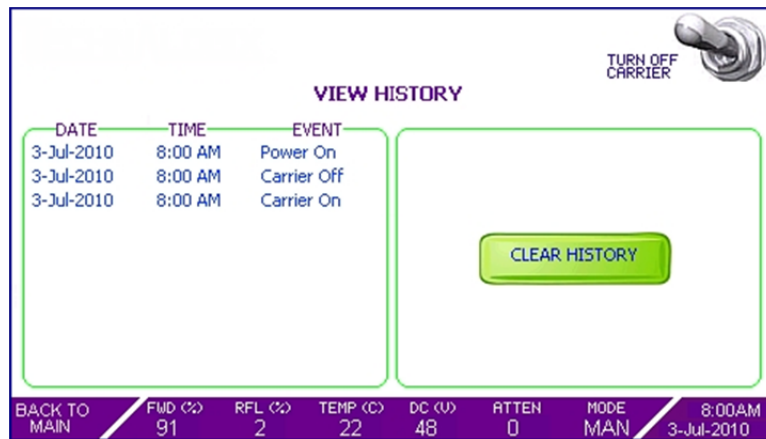 TURN OFF
CARRIER
VIEW HISTORY
DATE TIME EVENT
3-Jul-2010 8:00 AM Power On
3-Jul-2010 8:00 AM Carrier Off
3-Jul-2010 8:00 AM Carrier On
CLEAR HISTORY
BACK TO MAIN
FWD (%) RFL (%) TEMP (C) DC (V) ATTEN MODE
91 2 22 48 0 MAN
8:00AM
3-Jul-2010